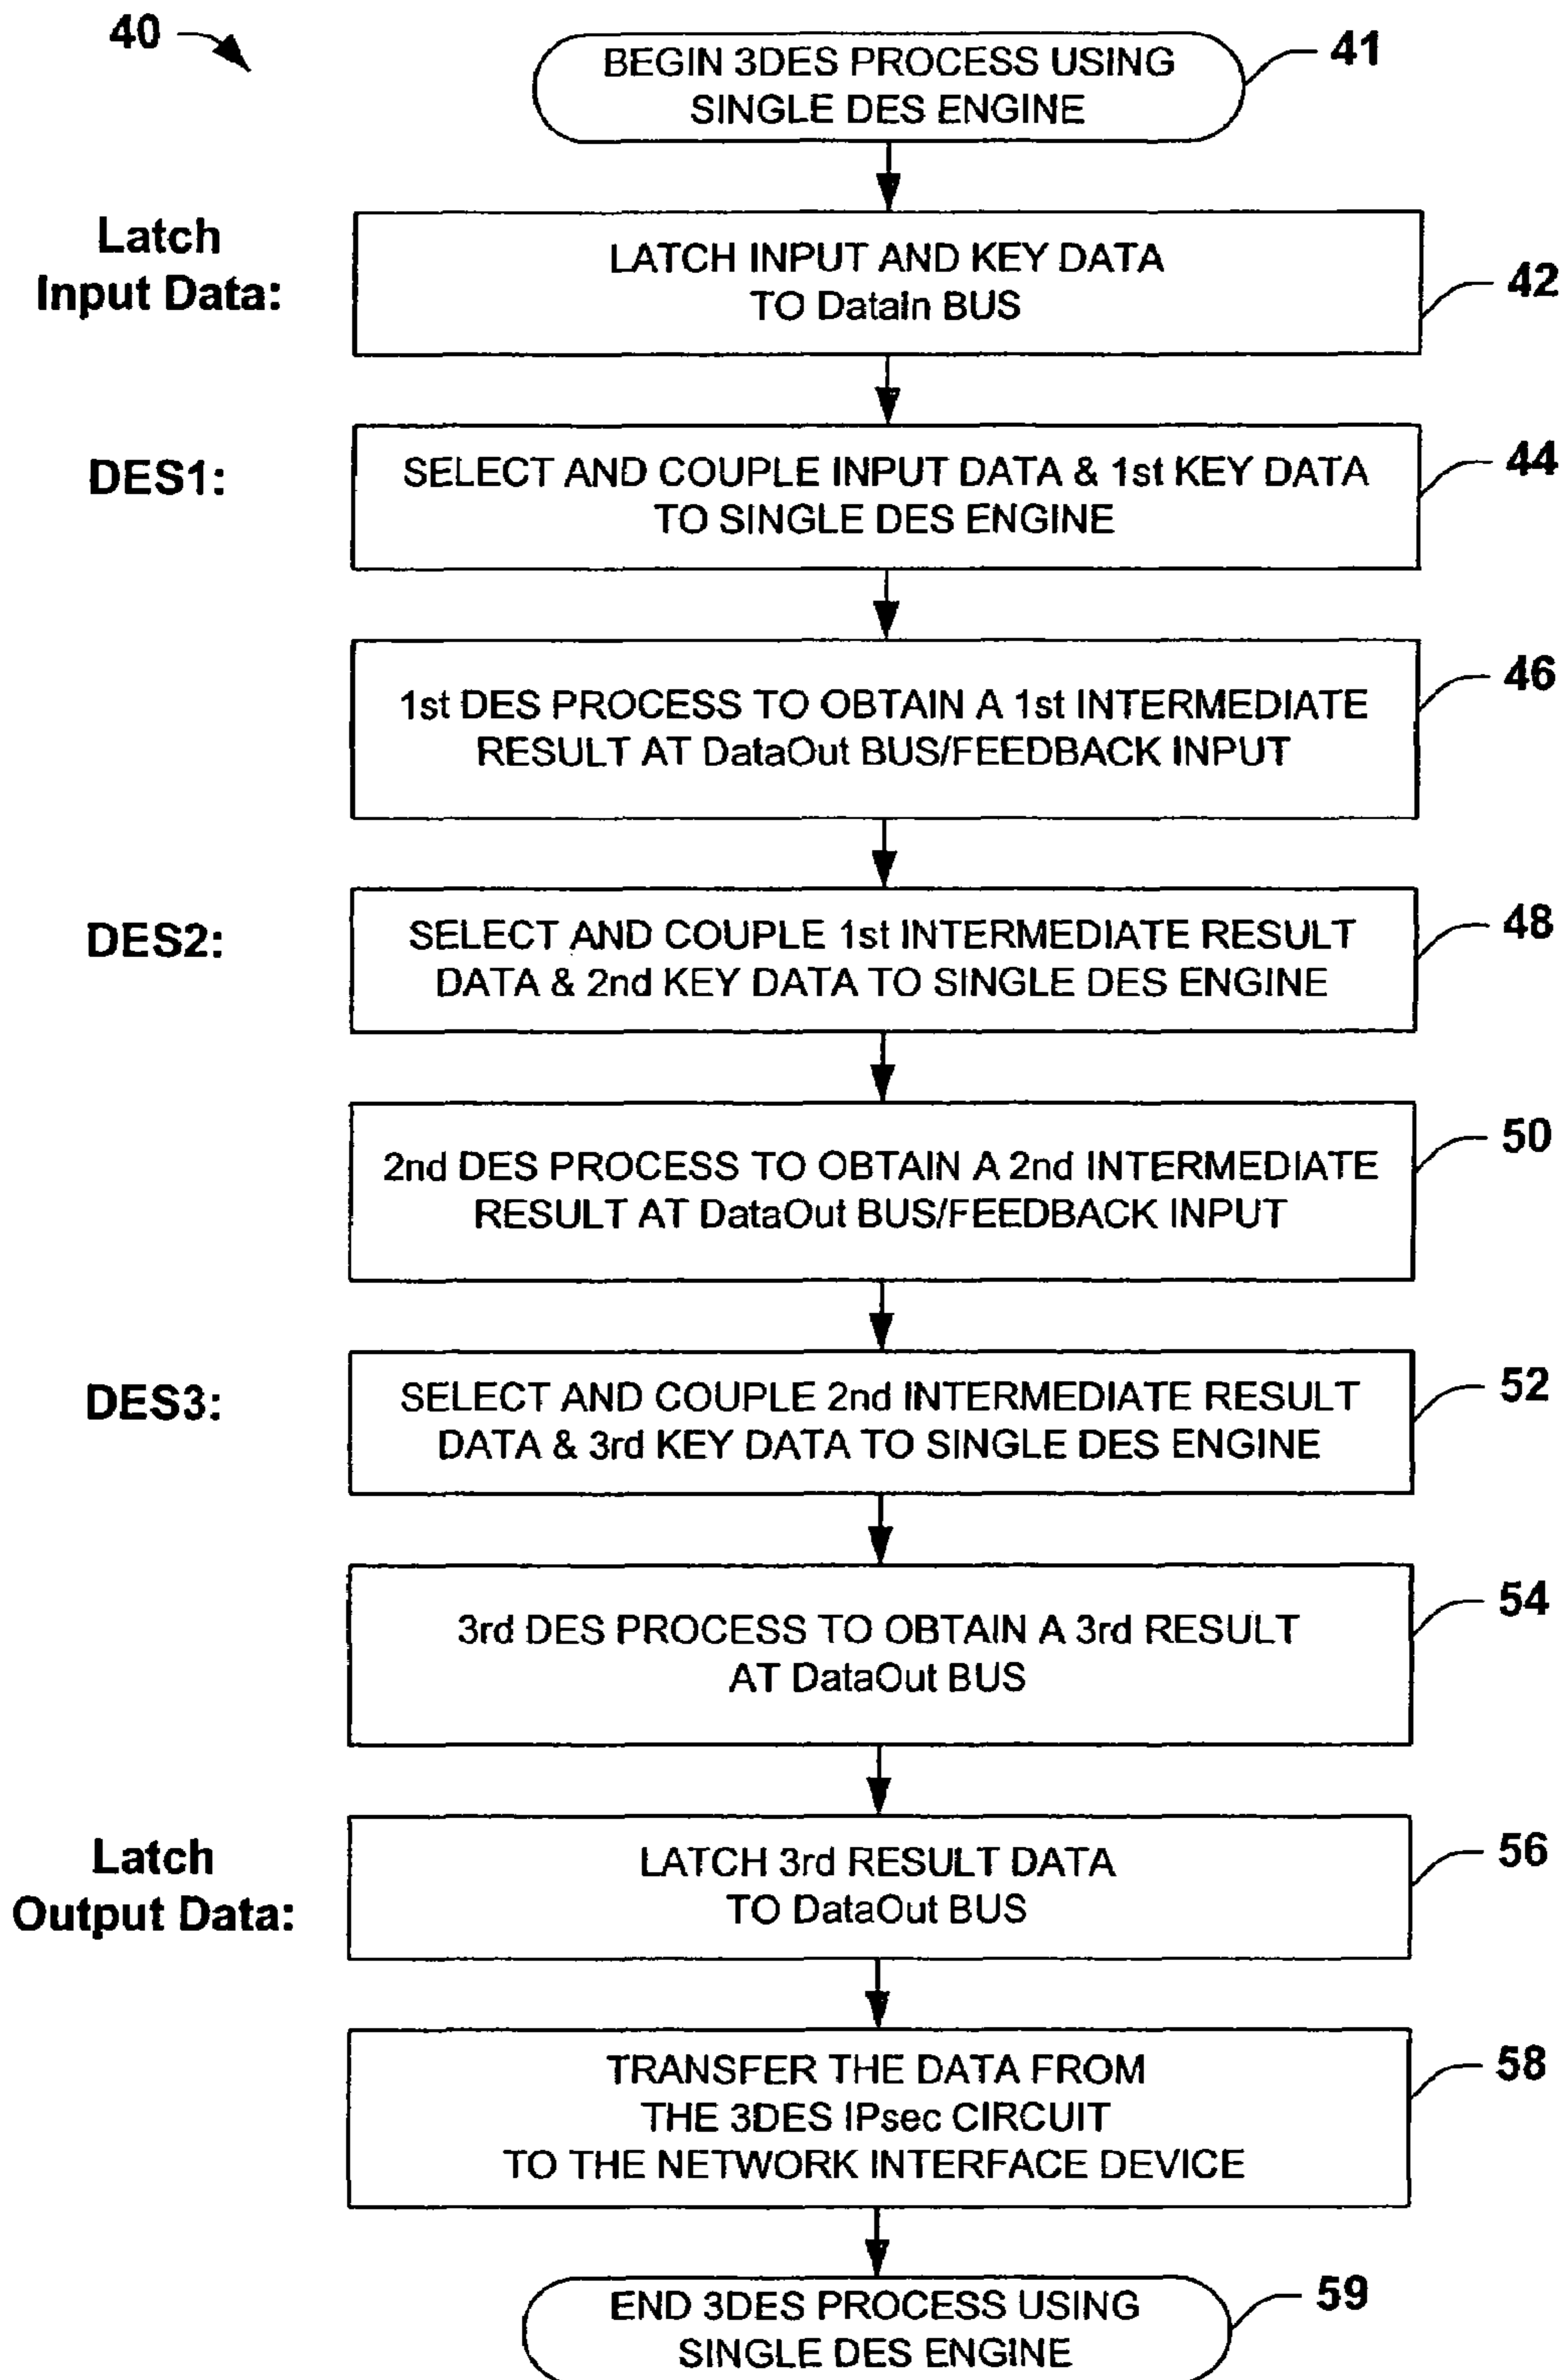 40
BEGIN 3DES PROCESS USING
SINGLE DES ENGINE
41
Latch
Input Data:
LATCH INPUT AND KEY DATA
TO DataIn BUS
42
DES1:
SELECT AND COUPLE INPUT DATA & 1st KEY DATA
TO SINGLE DES ENGINE
44
1st DES PROCESS TO OBTAIN A 1st INTERMEDIATE
RESULT AT DataOut BUS/FEEDBACK INPUT
46
DES2:
SELECT AND COUPLE 1st INTERMEDIATE RESULT
DATA & 2nd KEY DATA TO SINGLE DES ENGINE
48
2nd DES PROCESS TO OBTAIN A 2nd INTERMEDIATE
RESULT AT DataOut BUS/FEEDBACK INPUT
50
DES3:
SELECT AND COUPLE 2nd INTERMEDIATE RESULT
DATA & 3rd KEY DATA TO SINGLE DES ENGINE
52
3rd DES PROCESS TO OBTAIN A 3rd RESULT
AT DataOut BUS
54
Latch
Output Data:
LATCH 3rd RESULT DATA
TO DataOut BUS
56
TRANSFER THE DATA FROM
THE 3DES IPsec CIRCUIT
TO THE NETWORK INTERFACE DEVICE
58
END 3DES PROCESS USING
SINGLE DES ENGINE
59